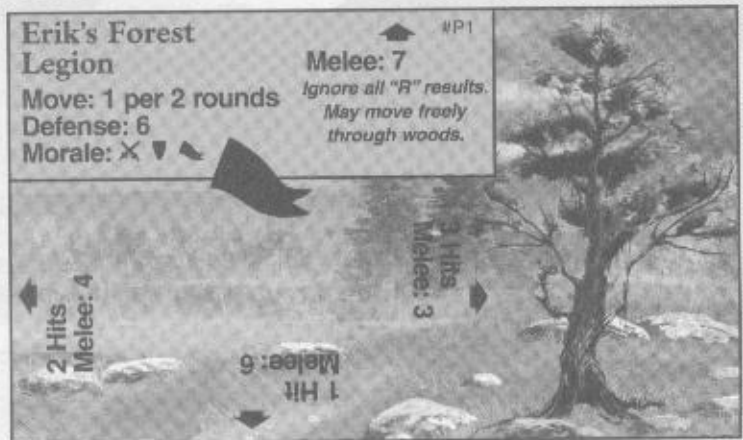 Erik's Forest
Legion
Move: 1 per 2 rounds
Defense: 6
Morale:
#P1
Melee: 7
Ignore all "R" results.
May move freely
through woods.
2 Hits
Melee: 4
3 Hits
Melee: 3
1 Hit
Melee: 6